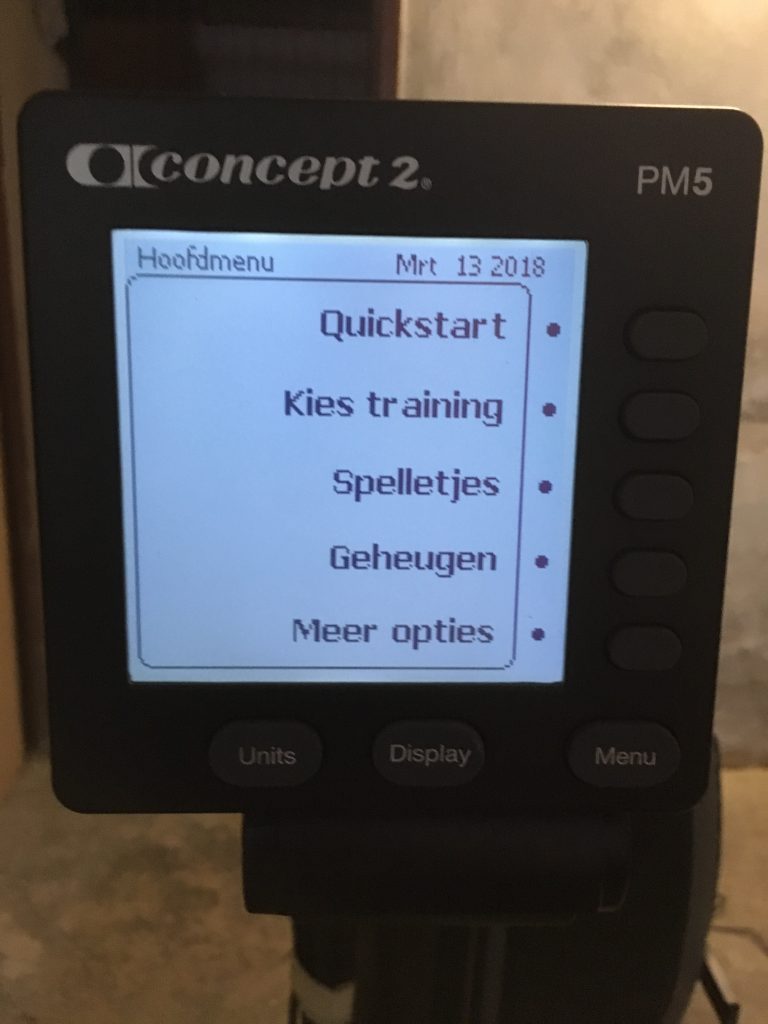 concept 2®
PM5
Hoofdmenu Mrt 13 2018
Quickstart
Kies training
Spelletjes
Geheugen
Meer opties
Units Display Menu